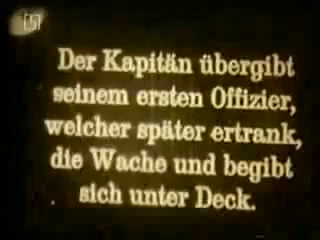 Der Kapitän übergibt
seinem ersten Offizier,
welcher später ertrank,
die Wache und begibt
sich unter Deck.